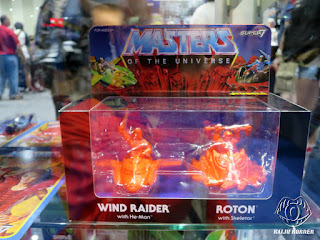 SUPER7
MASTERS
OF THE UNIVERSE
WIND RAIDER
with He-Man
ROTON
with Skeletor
KAIJU KORNER